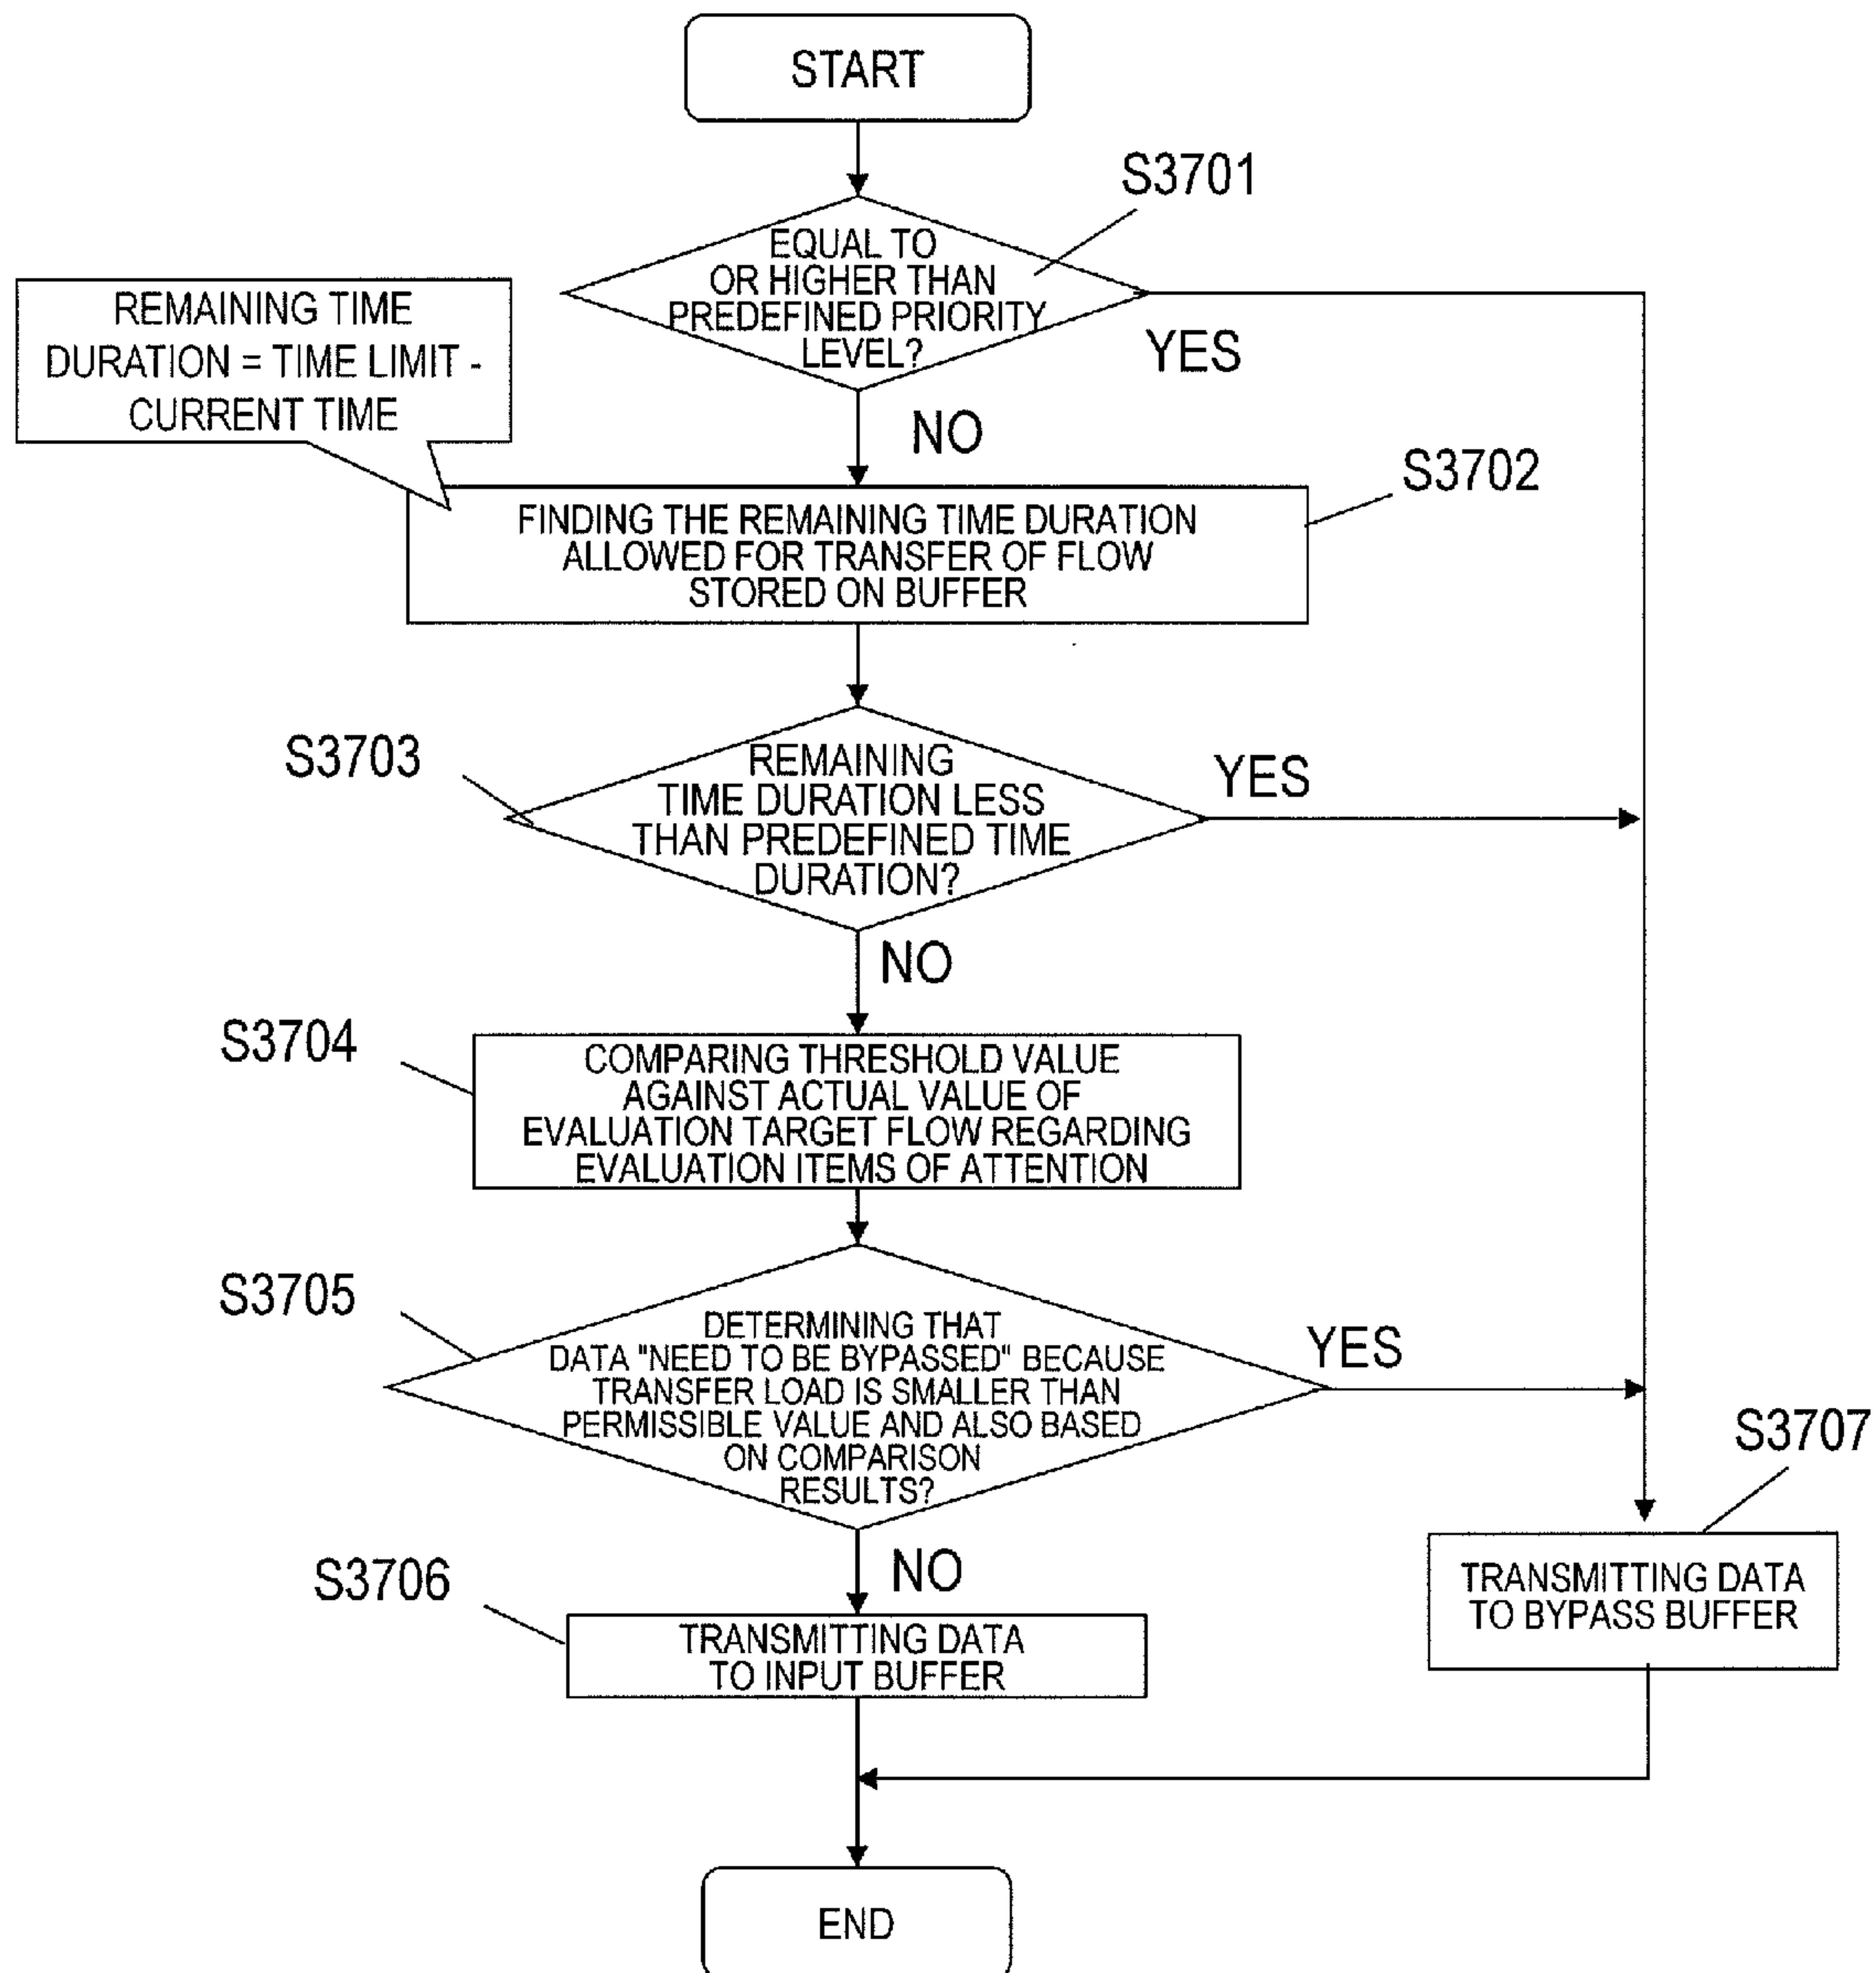 START
S3701
EQUAL TO
OR HIGHER THAN
PREDEFINED PRIORITY
LEVEL?
YES
REMAINING TIME
DURATION = TIME LIMIT -
CURRENT TIME
NO
S3702
FINDING THE REMAINING TIME DURATION
ALLOWED FOR TRANSFER OF FLOW
STORED ON BUFFER
S3703
REMAINING
TIME DURATION LESS
THAN PREDEFINED TIME
DURATION?
YES
NO
S3704
COMPARING THRESHOLD VALUE
AGAINST ACTUAL VALUE OF
EVALUATION TARGET FLOW REGARDING
EVALUATION ITEMS OF ATTENTION
S3705
DETERMINING THAT
DATA "NEED TO BE BYPASSED" BECAUSE
TRANSFER LOAD IS SMALLER THAN
PERMISSIBLE VALUE AND ALSO BASED
ON COMPARISON
RESULTS?
YES
S3707
NO
S3706
TRANSMITTING DATA
TO INPUT BUFFER
TRANSMITTING DATA
TO BYPASS BUFFER
END